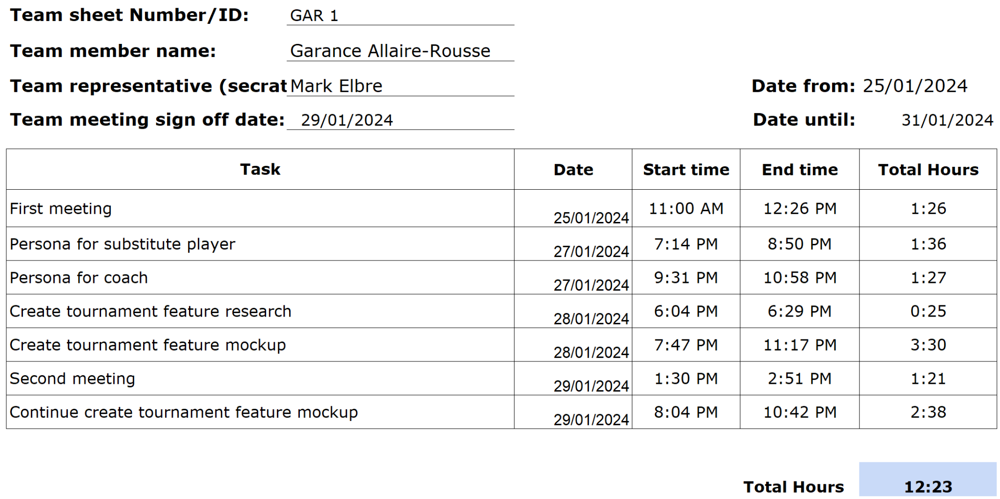 Team sheet Number/ID: GAR 1
Team member name: Garance Allaire-Rousse
Team representative (secrat Mark Elbre Date from: 25/01/2024
Team meeting sign off date: 29/01/2024 Date until: 31/01/2024
Task Date Start time End time Total Hours
First meeting 25/01/2024 11:00 AM 12:26 PM 1:26
Persona for substitute player 27/01/2024 7:14 PM 8:50 PM 1:36
Persona for coach 27/01/2024 9:31 PM 10:58 PM 1:27
Create tournament feature research 28/01/2024 6:04 PM 6:29 PM 0:25
Create tournament feature mockup 28/01/2024 7:47 PM 11:17 PM 3:30
Second meeting 29/01/2024 1:30 PM 2:51 PM 1:21
Continue create tournament feature mockup 29/01/2024 8:04 PM 10:42 PM 2:38
Total Hours 12:23